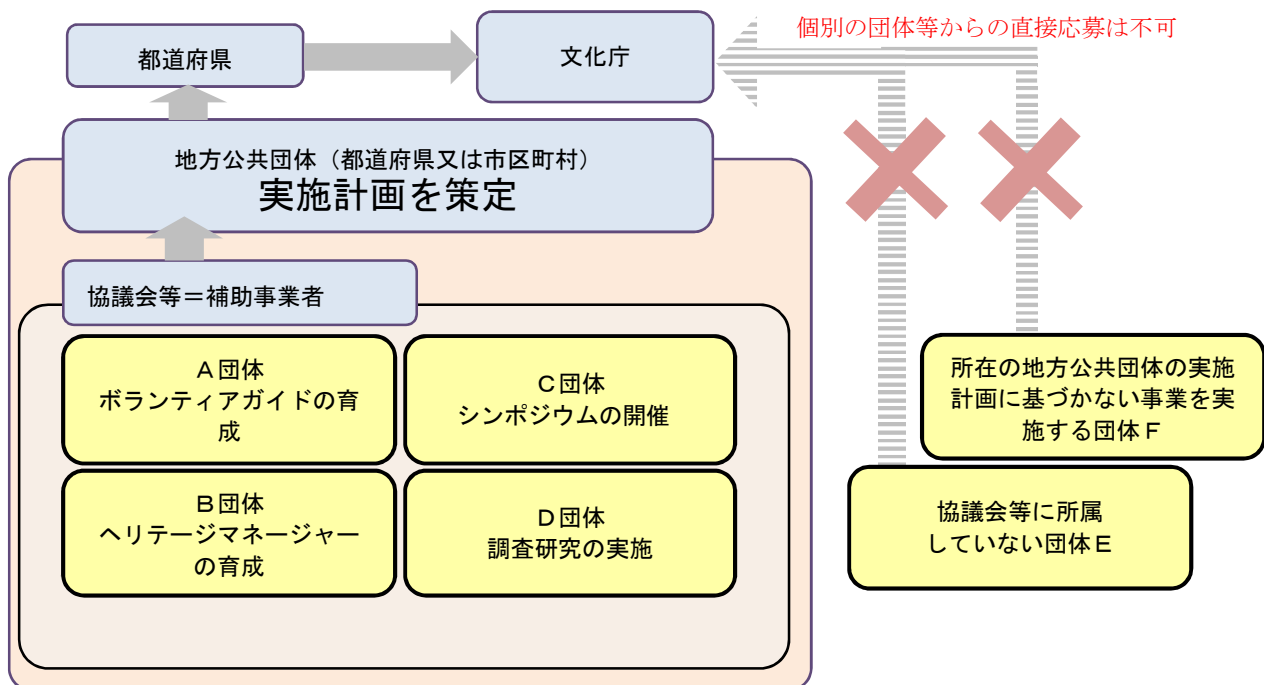 個別の団体等からの直接応募は不可
都道府県
文化庁
地方公共団体（都道府県又は市区町村）
実施計画を策定
協議会等＝補助事業者
Ａ団体
ボランティアガイドの育
成
Ｃ団体
シンポジウムの開催
Ｂ団体
ヘリテージマネージャー
の育成
Ｄ団体
調査研究の実施
所在の地方公共団体の実施
計画に基づかない事業を実
施する団体Ｆ
協議会等に所属
していない団体Ｅ